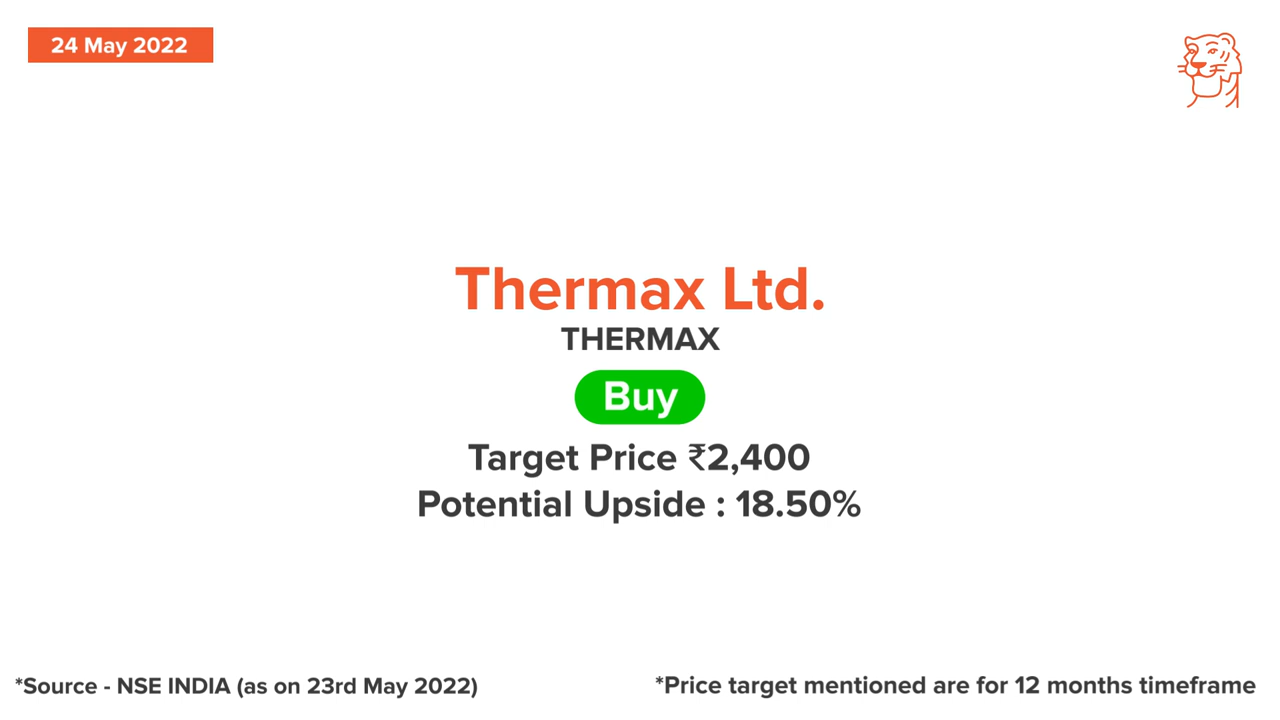 24 May 2022
Thermax Ltd.
THERMAX
Buy
Target Price ₹2,400
Potential Upside : 18.50%
*Source - NSE INDIA (as on 23rd May 2022)
*Price target mentioned are for 12 months timeframe